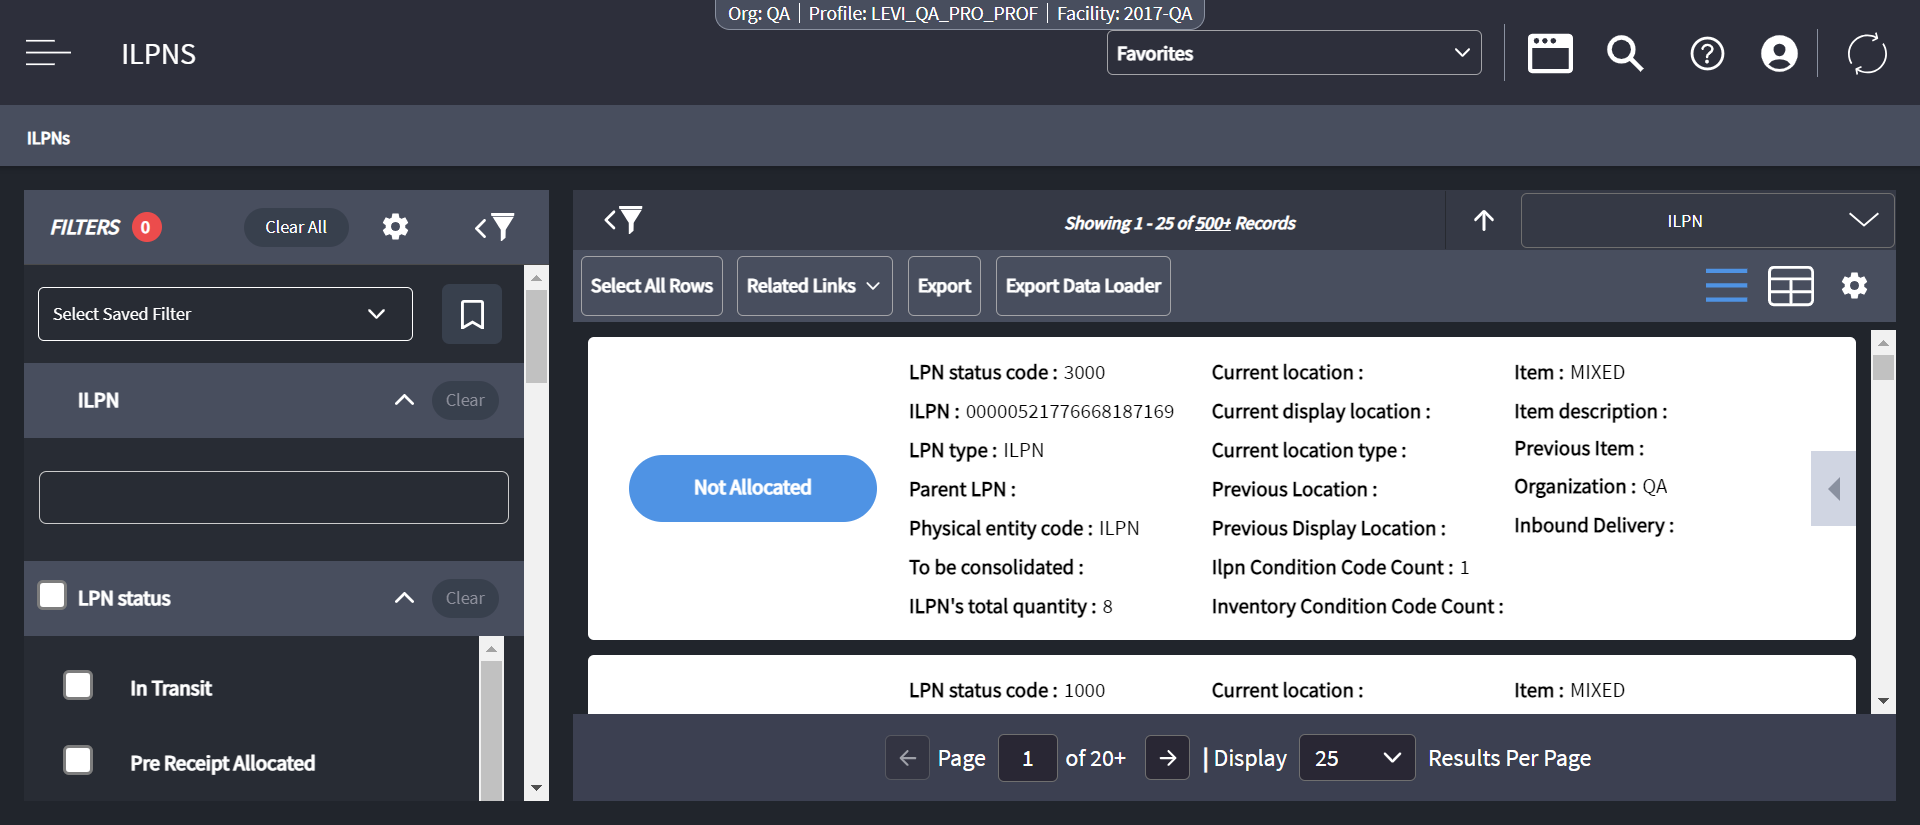 Org: QA | Profile: LEVI_QA_PRO_PROF | Facility: 2017-QA
ILPNS
Favorites
ILPNs
FILTERS 0 Clear All
Select Saved Filter
ILPN Clear
LPN status Clear
In Transit
Pre Receipt Allocated
Showing 1 - 25 of 500+ Records
ILPN
Select All Rows Related Links Export Export Data Loader
Not Allocated
LPN status code : 3000
ILPN : 00000521776668187169
LPN type : ILPN
Parent LPN :
Physical entity code : ILPN
To be consolidated :
ILPN's total quantity : 8
Current location :
Current display location :
Current location type :
Previous Location :
Previous Display Location :
Ilpn Condition Code Count : 1
Inventory Condition Code Count :
Item : MIXED
Item description :
Previous Item :
Organization : QA
Inbound Delivery :
LPN status code : 1000
Current location :
Item : MIXED
Page 1 of 20+ | Display 25 Results Per Page